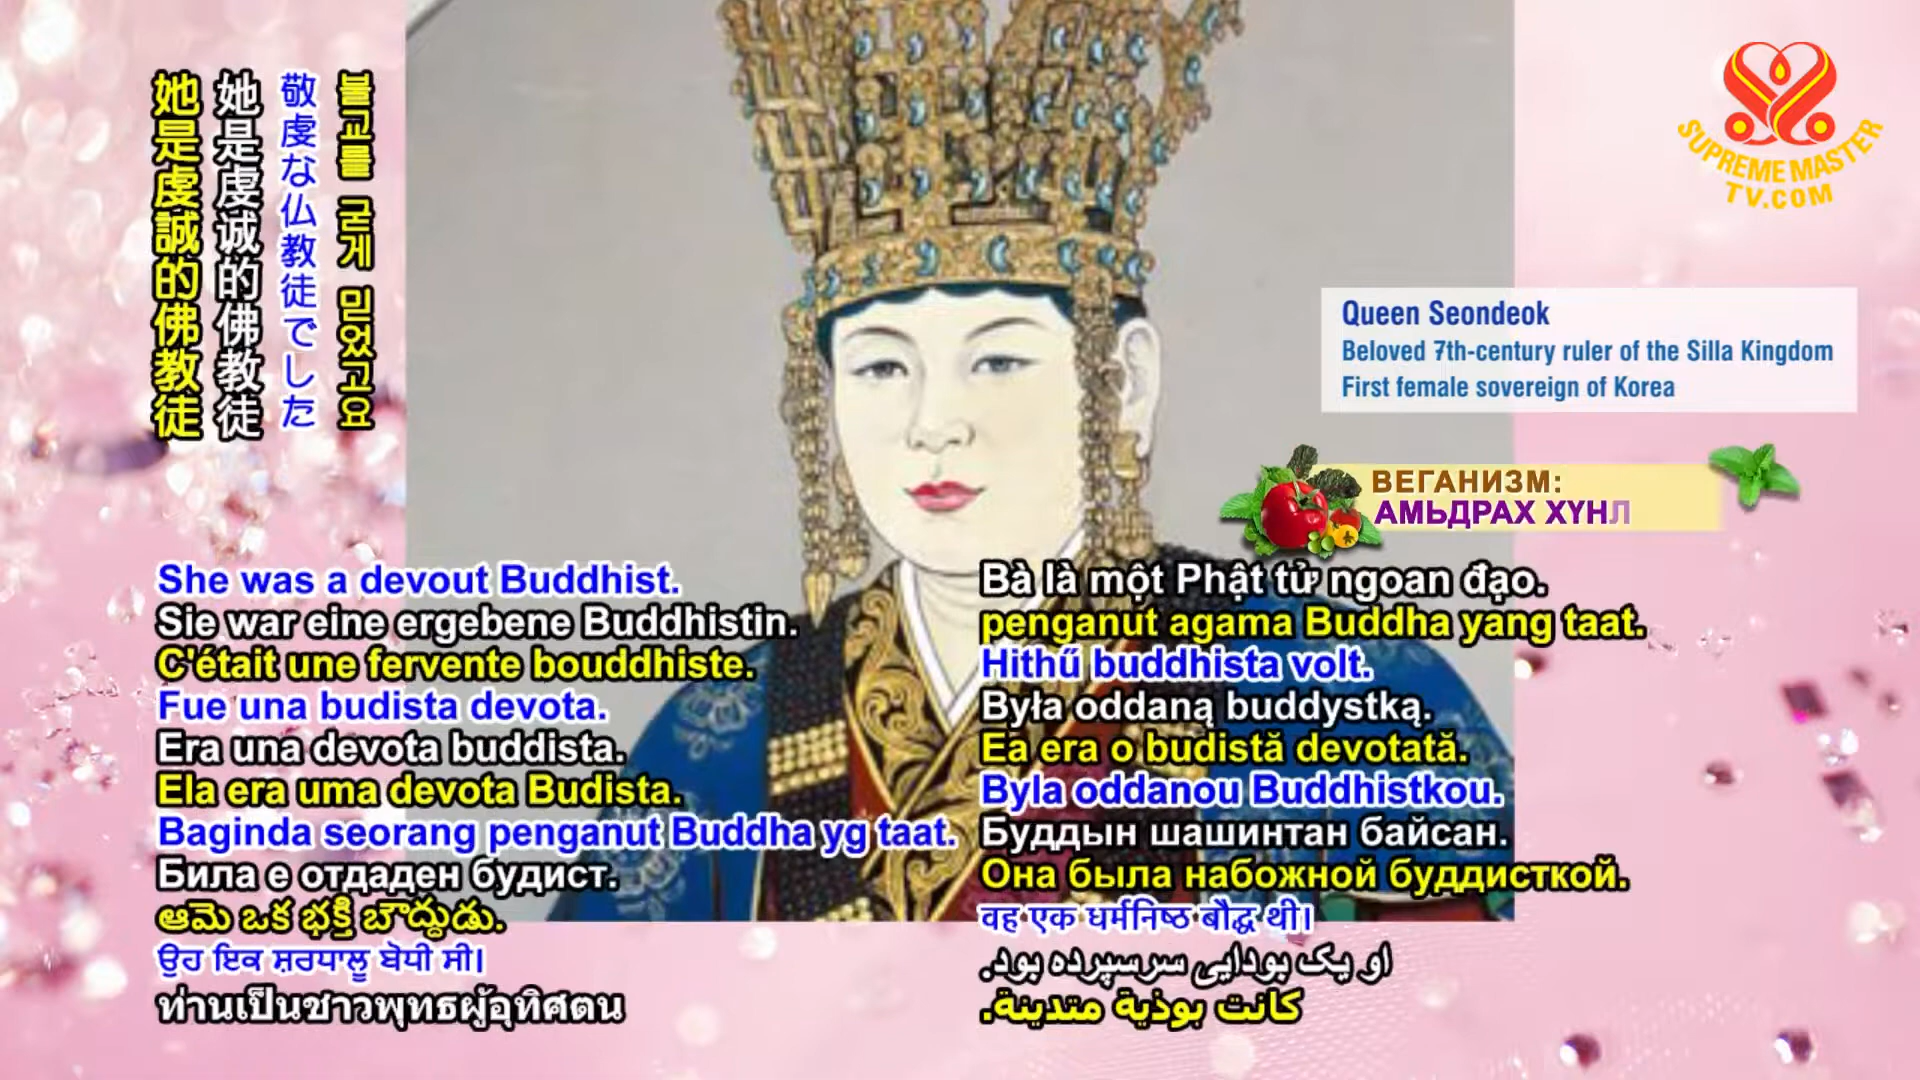 她是虔誠的佛教徒
她是虔诚的佛教徒
敬虔な仏教徒でした
불교를 굳게 믿었고요
SUPREME MASTER
TV.COM
Queen Seondeok
Beloved 7th-century ruler of the Silla Kingdom
First female sovereign of Korea
ВЕГАНИЗМ:
АМЬДРАХ ХҮНЛ
She was a devout Buddhist.
Sie war eine ergebene Buddhistin.
C'était une fervente bouddhiste.
Fue una budista devota.
Era una devota buddista.
Ela era uma devota Budista.
Baginda seorang penganut Buddha yg taat.
Била е отдаден будист.
ఆమె ఒక భక్తి బౌద్ధుడు.
ਉਹ ਇਕ ਸ਼ਰਧਾਲੂ ਬੋਧੀ ਸੀ।
ท่านเป็นชาวพุทธผู้อุทิศตน
Bà là một Phật tử ngoan đạo.
penganut agama Buddha yang taat.
Hithű buddhista volt.
Była oddaną buddystką.
Ea era o budistă devotată.
Byla oddanou Buddhistkou.
Буддын шашинтан байсан.
Она была набожной буддисткой.
वह एक धर्मनिष्ठ बौद्ध थी।
او یک بودایی سرسپرده بود.
كانت بوذية متدينة.